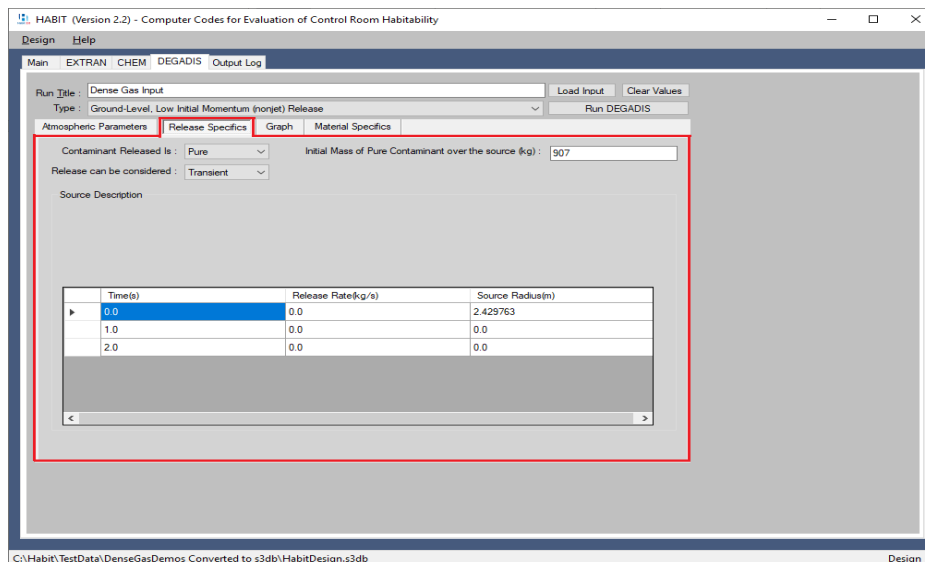 HABIT (Version 2.2) - Computer Codes for Evaluation of Control Room Habitability
Design Help
Main EXTRAN CHEM DEGADIS Output Log
Run Title : Dense Gas Input Load Input Clear Values
Type : Ground-Level, Low Initial Momentum (nonjet) Release Run DEGADIS
Atmospheric Parameters Release Specifics Graph Material Specifics
Contaminant Released Is : Pure Initial Mass of Pure Contaminant over the source (kg) : 907
Release can be considered : Transient
Source Description
Time(s) Release Rate(kg/s) Source Radius(m)
0.0 0.0 2.429763
1.0 0.0 0.0
2.0 0.0 0.0
C:\Habit\TestData\DenseGasDemos Converted to s3db\HabitDesign.s3db Design